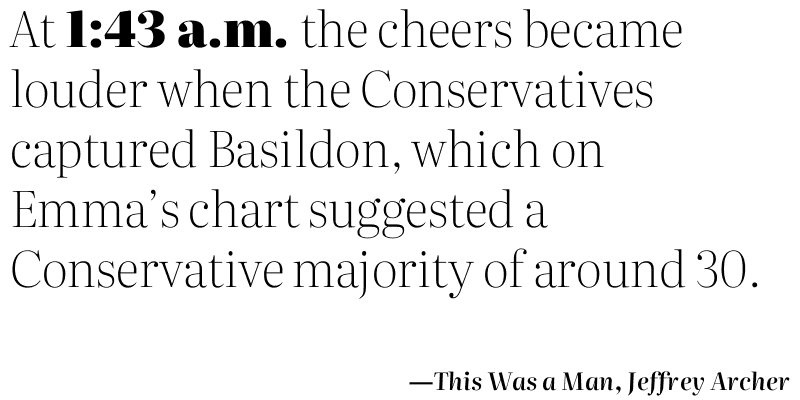 At 1:43 a.m. the cheers became
louder when the Conservatives
captured Basildon, which on
Emma’s chart suggested a
Conservative majority of around 30.
—This Was a Man, Jeffrey Archer